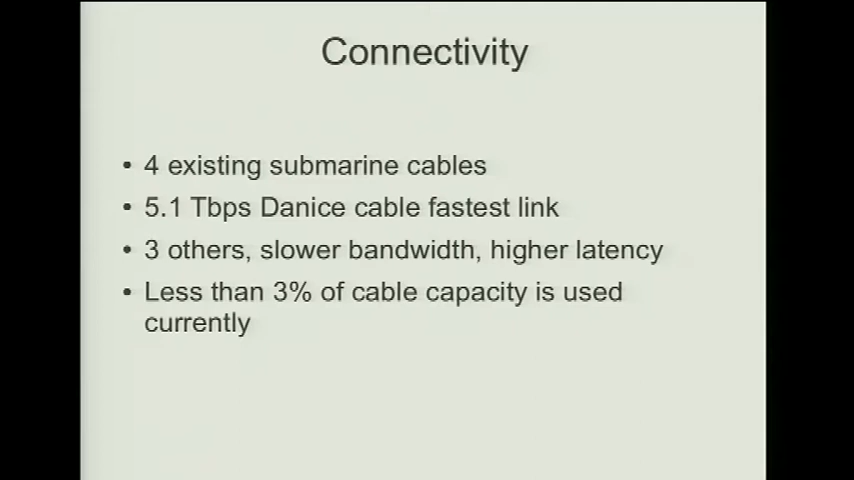 Connectivity
• 4 existing submarine cables
• 5.1 Tbps Danice cable fastest link
• 3 others, slower bandwidth, higher latency
• Less than 3% of cable capacity is used
currently